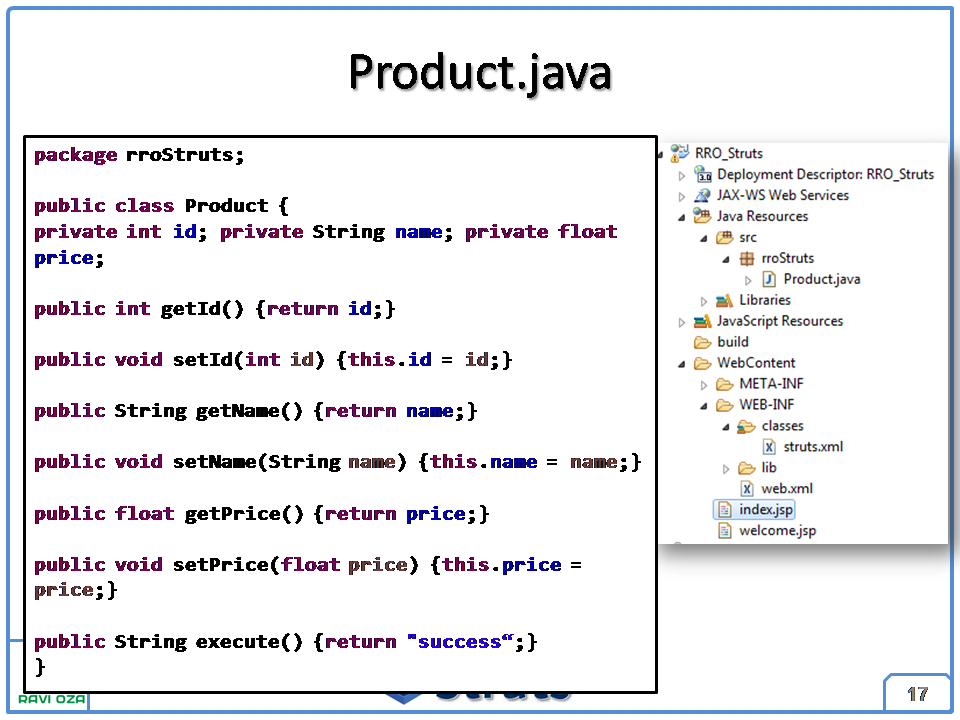 Product.java
package rroStruts;
public class Product {
private int id; private String name; private float
price;
public int getId() {return id;}
public void setId(int id) {this.id = id;}
public String getName() {return name;}
public void setName(String name) {this.name = name;}
public float getPrice() {return price;}
public void setPrice(float price) {this.price =
price;}
public String execute() {return "success“;}
}
RRO_Struts
Deployment Descriptor: RRO_Struts
JAX-WS Web Services
Java Resources
src
rroStruts
Product.java
Libraries
JavaScript Resources
build
WebContent
META-INF
WEB-INF
classes
struts.xml
lib
web.xml
index.jsp
welcome.jsp
RAVI OZA
Struts
17